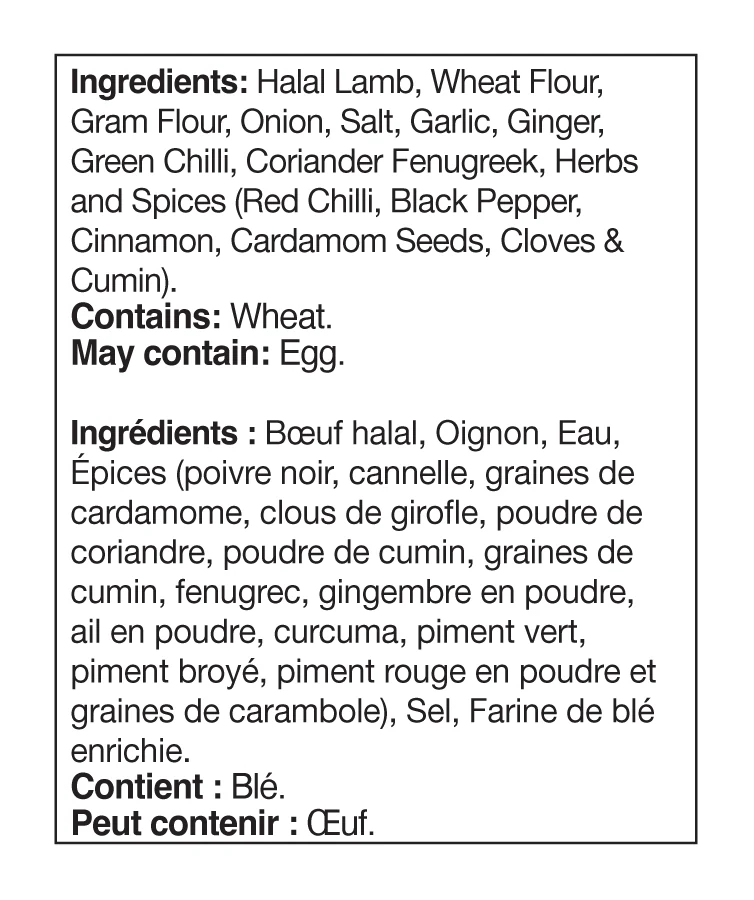 Ingredients: Halal Lamb, Wheat Flour,
Gram Flour, Onion, Salt, Garlic, Ginger,
Green Chilli, Coriander Fenugreek, Herbs
and Spices (Red Chilli, Black Pepper,
Cinnamon, Cardamom Seeds, Cloves &
Cumin).
Contains: Wheat.
May contain: Egg.
Ingrédients : Bœuf halal, Oignon, Eau,
Épices (poivre noir, cannelle, graines de
cardamome, clous de girofle, poudre de
coriandre, poudre de cumin, graines de
cumin, fenugrec, gingembre en poudre,
ail en poudre, curcuma, piment vert,
piment broyé, piment rouge en poudre et
graines de carambole), Sel, Farine de blé
enrichie.
Contient : Blé.
Peut contenir : Œuf.